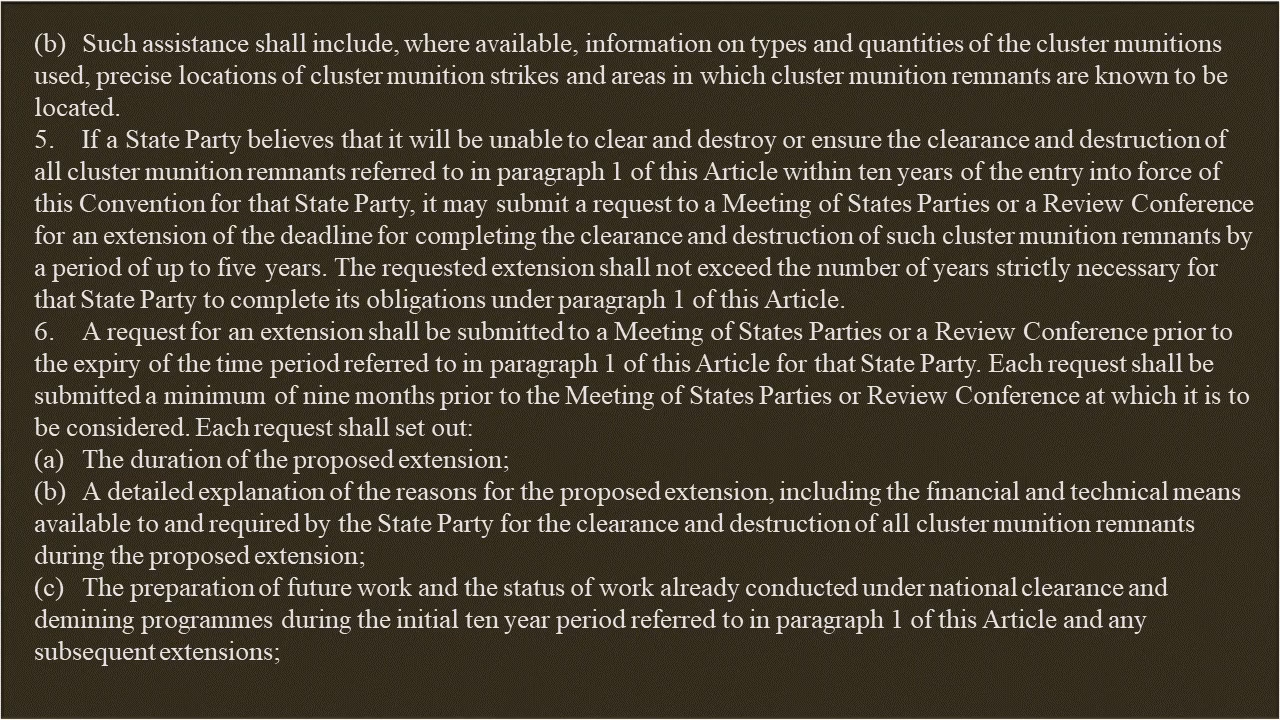 (b) Such assistance shall include, where available, information on types and quantities of the cluster munitions
used, precise locations of cluster munition strikes and areas in which cluster munition remnants are known to be
located.
5. If a State Party believes that it will be unable to clear and destroy or ensure the clearance and destruction of
all cluster munition remnants referred to in paragraph 1 of this Article within ten years of the entry into force of
this Convention for that State Party, it may submit a request to a Meeting of States Parties or a Review Conference
for an extension of the deadline for completing the clearance and destruction of such cluster munition remnants by
a period of up to five years. The requested extension shall not exceed the number of years strictly necessary for
that State Party to complete its obligations under paragraph 1 of this Article.
6. A request for an extension shall be submitted to a Meeting of States Parties or a Review Conference prior to
the expiry of the time period referred to in paragraph 1 of this Article for that State Party. Each request shall be
submitted a minimum of nine months prior to the Meeting of States Parties or Review Conference at which it is to
be considered. Each request shall set out:
(a) The duration of the proposed extension;
(b) A detailed explanation of the reasons for the proposed extension, including the financial and technical means
available to and required by the State Party for the clearance and destruction of all cluster munition remnants
during the proposed extension;
(c) The preparation of future work and the status of work already conducted under national clearance and
demining programmes during the initial ten year period referred to in paragraph 1 of this Article and any
subsequent extensions;